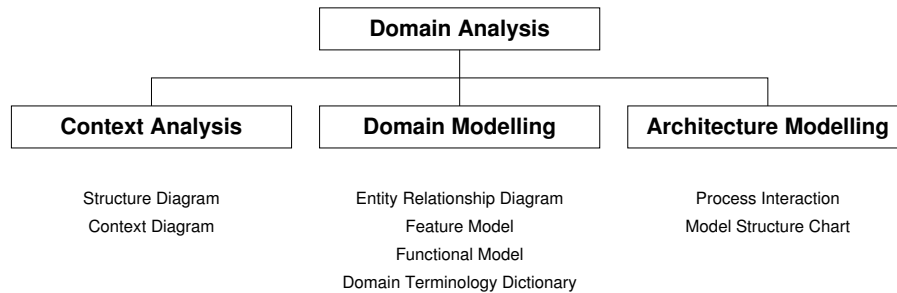 Domain Analysis
Context Analysis
Domain Modelling
Architecture Modelling
Structure Diagram
Context Diagram
Entity Relationship Diagram
Feature Model
Functional Model
Domain Terminology Dictionary
Process Interaction
Model Structure Chart